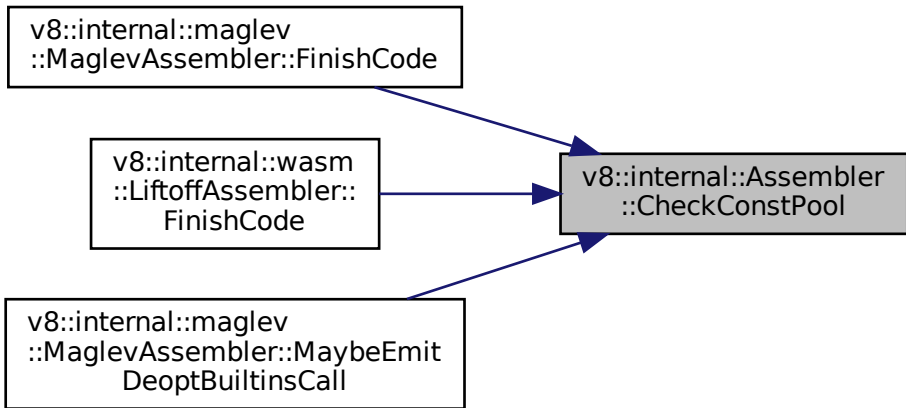 v8::internal::maglev
::MaglevAssembler::FinishCode
v8::internal::wasm
::LiftoffAssembler::
FinishCode
v8::internal::Assembler
::CheckConstPool
v8::internal::maglev
::MaglevAssembler::MaybeEmit
DeoptBuiltinsCall